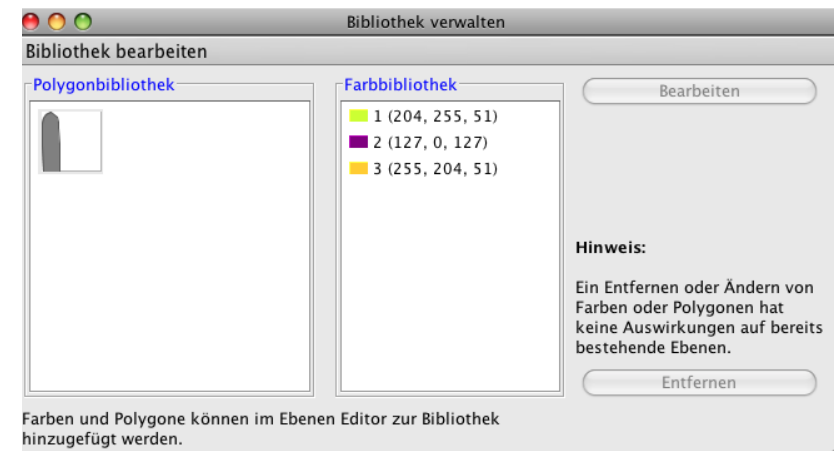 Bibliothek verwalten
Bibliothek bearbeiten
Polygonbibliothek
Farbbibliothek
1 (204, 255, 51)
2 (127, 0, 127)
3 (255, 204, 51)
Bearbeiten
Hinweis:
Ein Entfernen oder Ändern von
Farben oder Polygonen hat
keine Auswirkungen auf bereits
bestehende Ebenen.
Entfernen
Farben und Polygone können im Ebenen Editor zur Bibliothek
hinzugefügt werden.